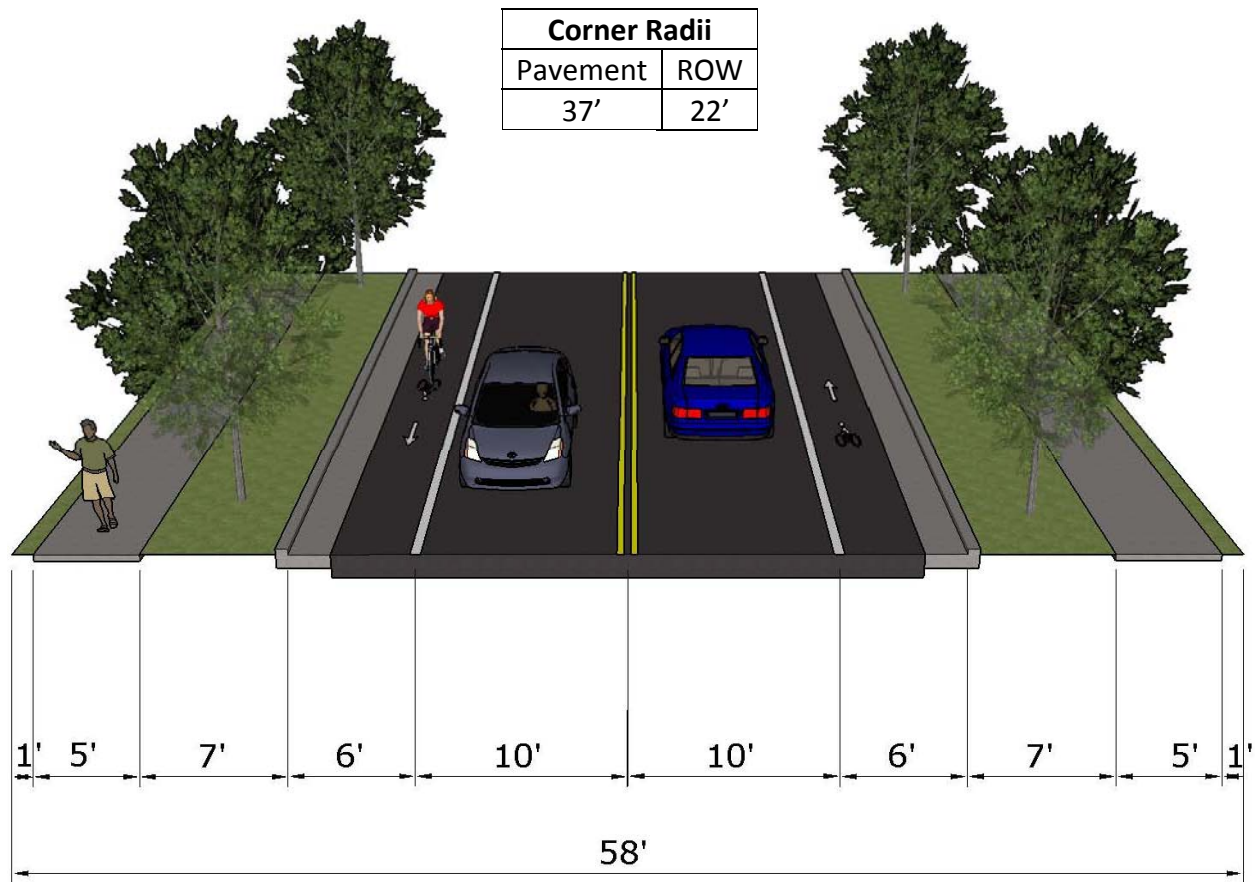 Corner Radii
Pavement ROW
37’ 22’
1' 5' 7' 6' 10' 10' 6' 7' 5' 1'
58'